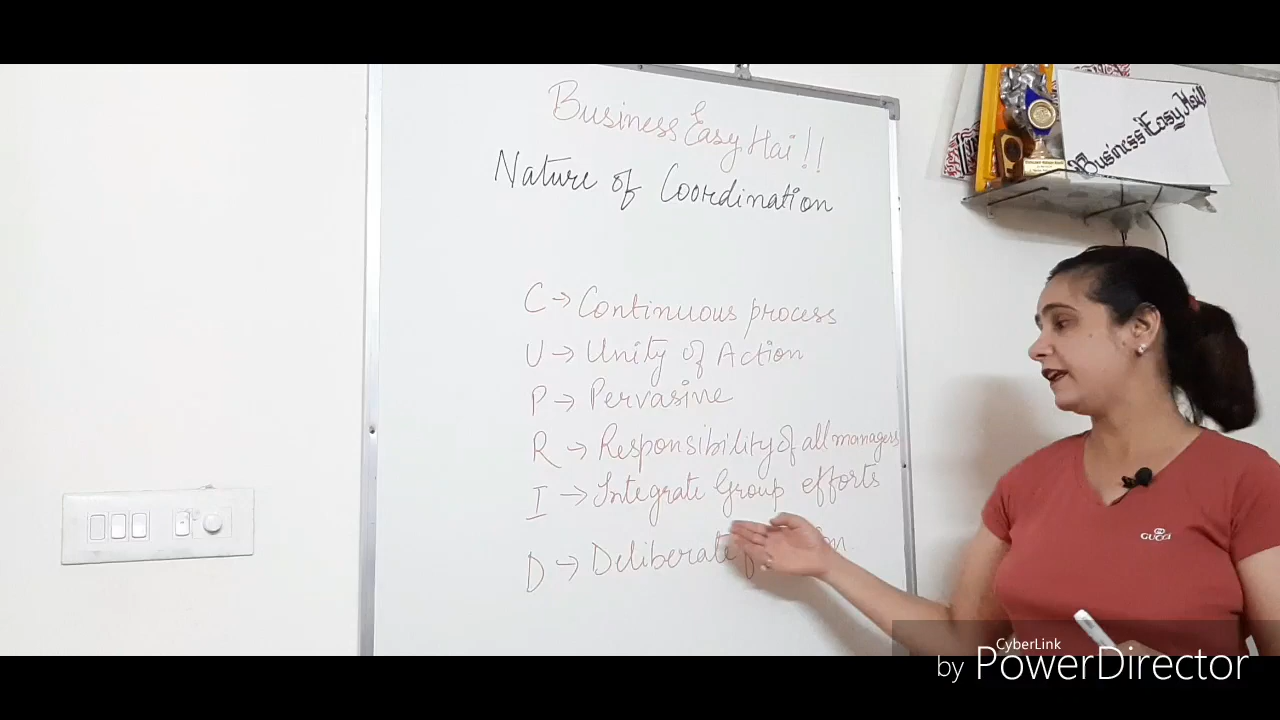 Business Easy Hai!!
Nature of Coordination
C → Continuous process
U → Unity of Action
P → Pervasive
R → Responsibility of all managers
I → Integrate Group efforts
D → Deliberate
Business Easy Hai!!
GUCCI
CyberLink
by PowerDirector